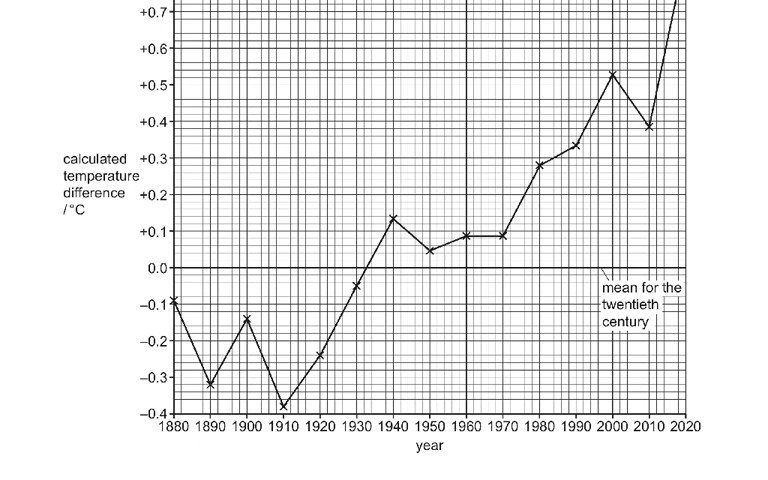 +0.7
+0.6
+0.5
+0.4
calculated +0.3
temperature
difference +0.2
/°C
+0.1
0.0
mean for the
twentieth
century
–0.1
–0.2
–0.3
–0.4
1880 1890 1900 1910 1920 1930 1940 1950 1960 1970 1980 1990 2000 2010 2020
year